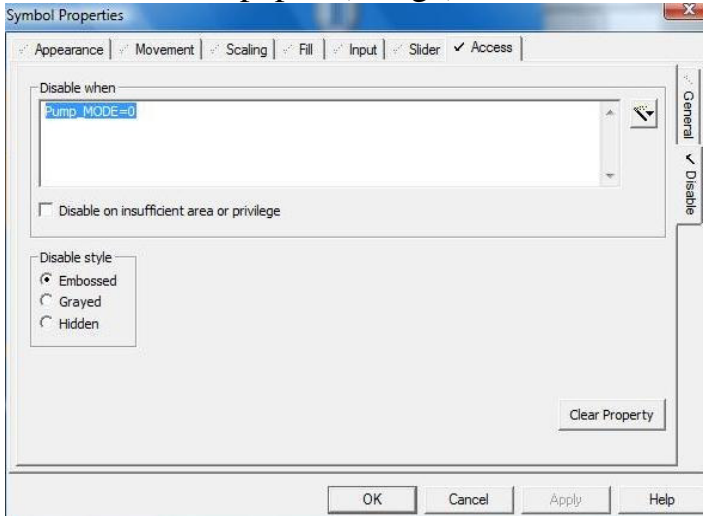 Symbol Properties
Appearance Movement Scaling Fill Input Slider Access
General
Disable
Disable when
Pump_MODE=0
Disable on insufficient area or privilege
Disable style
Embossed
Grayed
Hidden
Clear Property
OK Cancel Apply Help